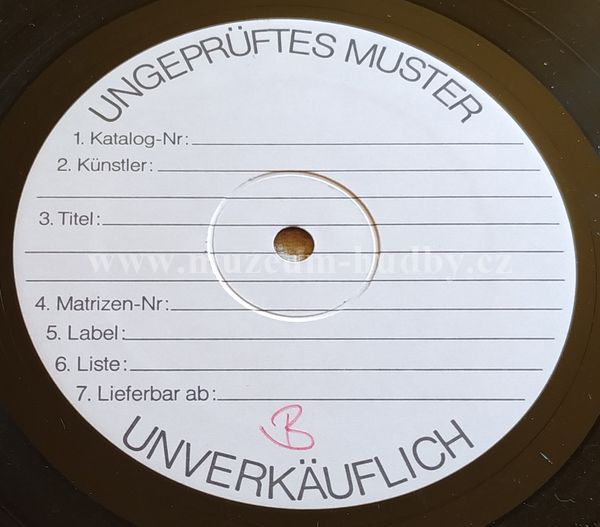 UNGEPRÜFTES MUSTER
1. Katalog-Nr:
2. Künstler:
3. Titel:
www.muzeum-hudby.cz
4. Matrizen-Nr:
5. Label:
6. Liste:
7. Lieferbar ab:
B
UNVERKÄUFLICH